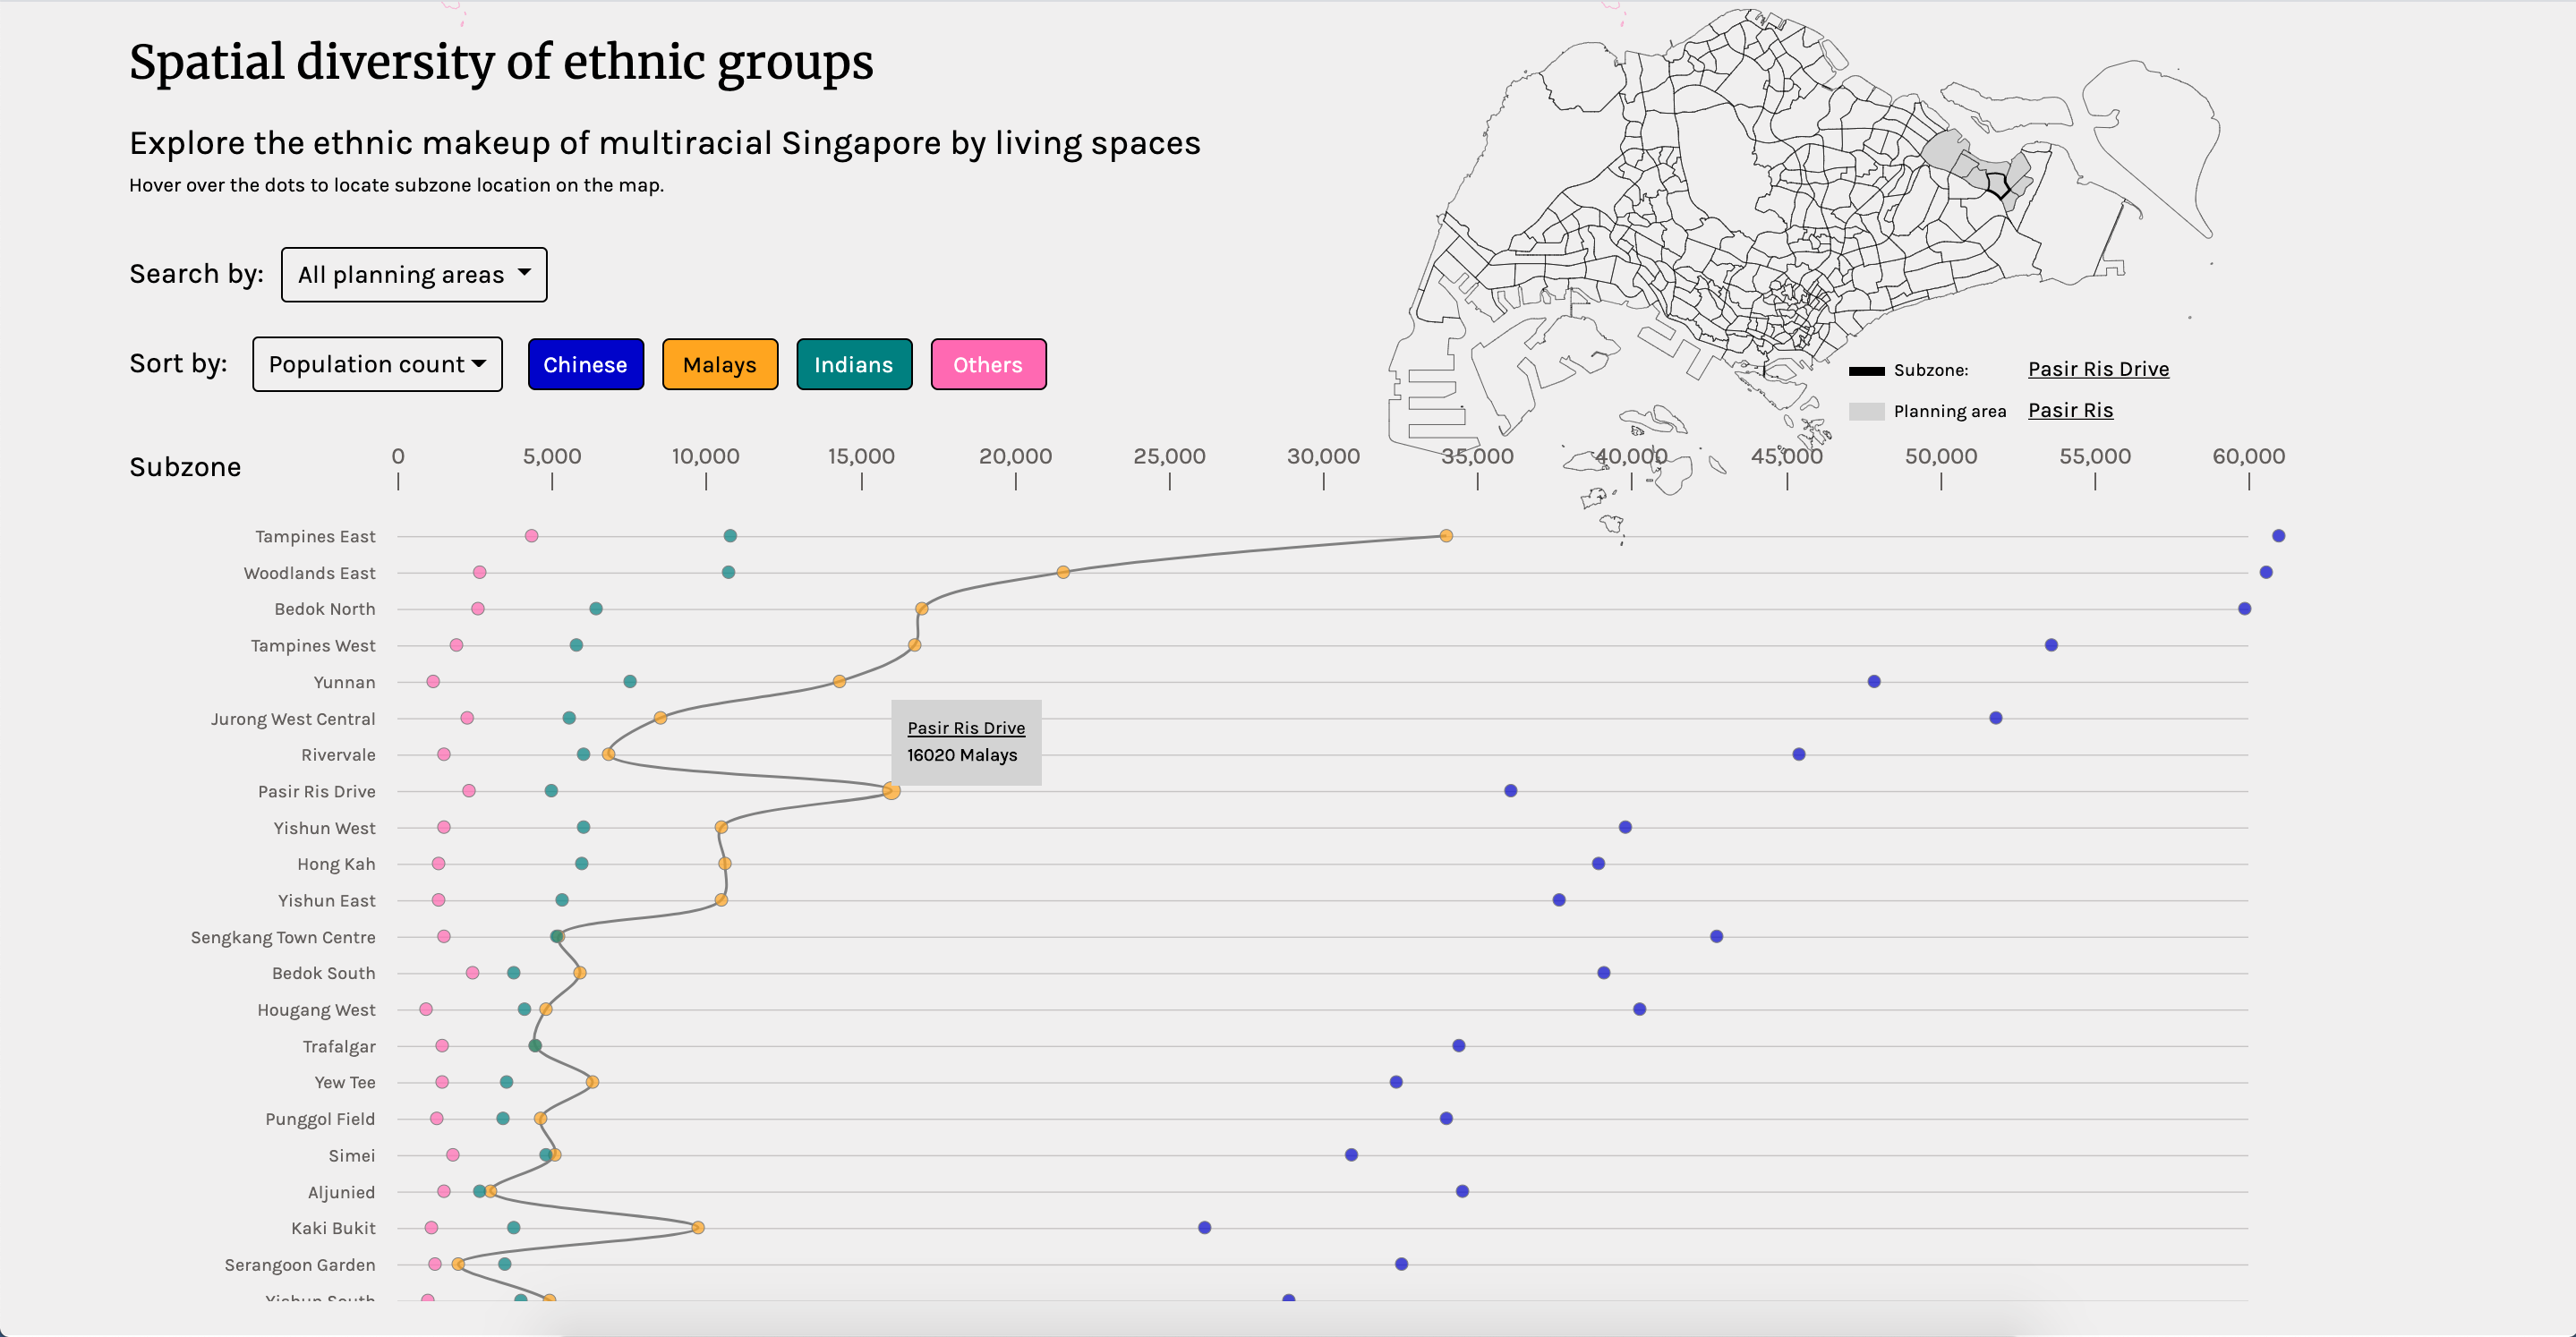 Spatial diversity of ethnic groups
Explore the ethnic makeup of multiracial Singapore by living spaces
Hover over the dots to locate subzone location on the map.
Search by: All planning areas
Sort by: Population count Chinese Malays Indians Others
Subzone: Pasir Ris Drive
Planning area Pasir Ris
Subzone 0 5,000 10,000 15,000 20,000 25,000 30,000 35,000 40,000 45,000 50,000 55,000 60,000
Tampines East
Woodlands East
Bedok North
Tampines West
Yunnan
Jurong West Central
Pasir Ris Drive
16020 Malays
Rivervale
Pasir Ris Drive
Yishun West
Hong Kah
Yishun East
Sengkang Town Centre
Bedok South
Hougang West
Trafalgar
Yew Tee
Punggol Field
Simei
Aljunied
Kaki Bukit
Serangoon Garden
Yishun South